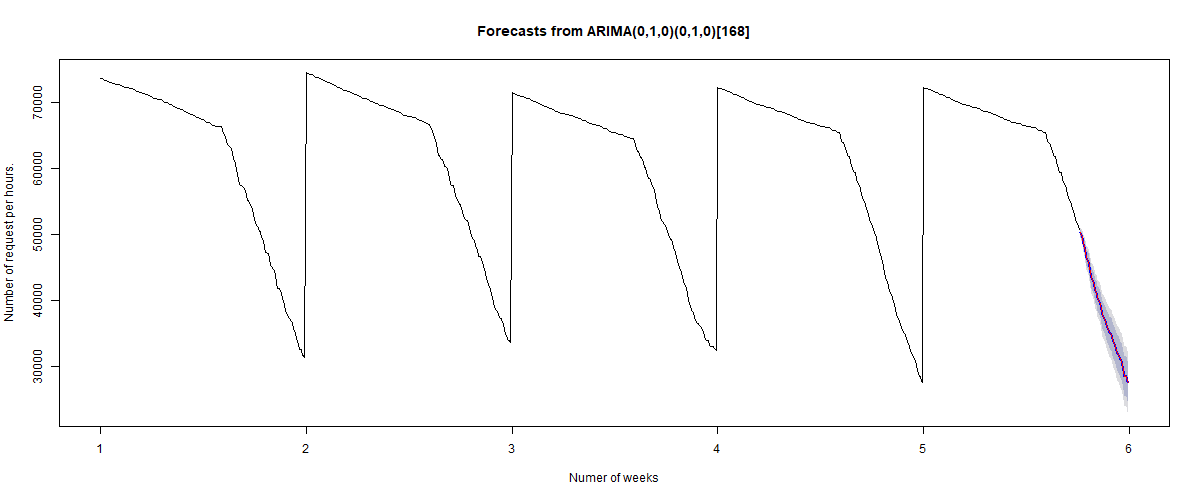 Forecasts from ARIMA(0,1,0)(0,1,0)[168]
Number of request per hours.
70000
60000
50000
40000
30000
1 2 3 4 5 6
Numer of weeks